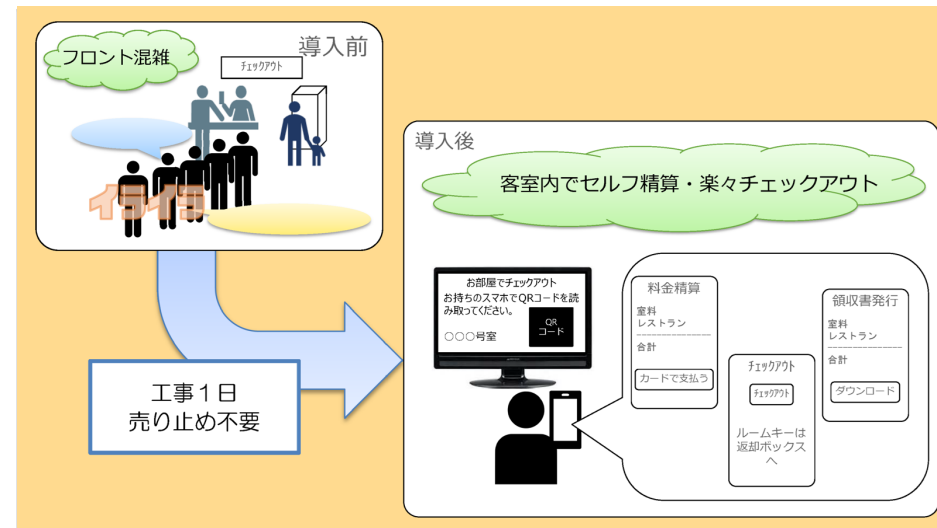 導入前
フロント混雑
チェックアウト
イライラ
工事1日
売り止め不要
導入後
客室内でセルフ精算・楽々チェックアウト
お部屋でチェックアウト
お持ちのスマホでQRコードを読
み取ってください。
QR
コード
○○○号室
料金精算
室料
レストラン
合計
カードで支払う
チェックアウト
チェックアウト
ルームキーは
返却ボックス
へ
領収書発行
室料
レストラン
合計
ダウンロード